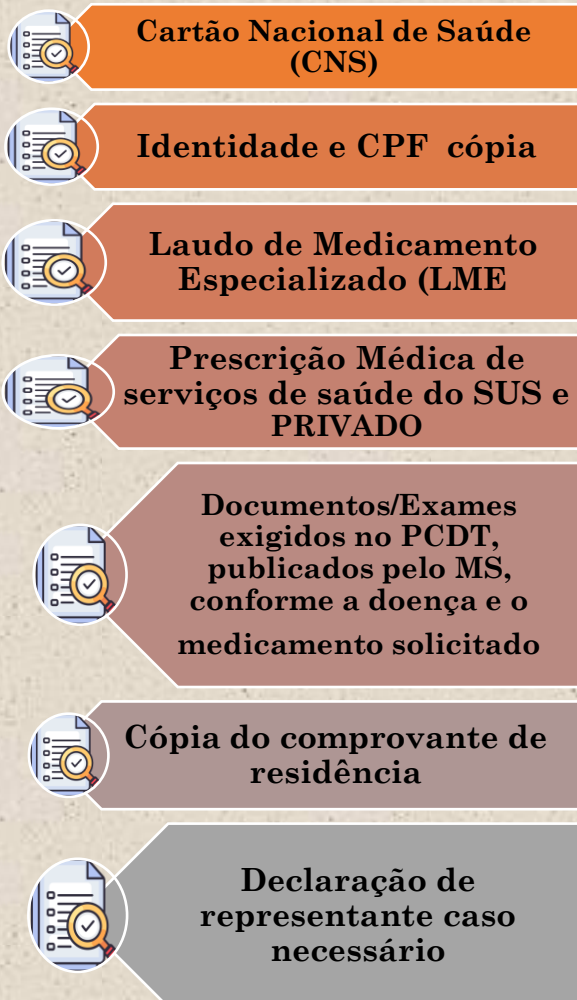 Cartão Nacional de Saúde
(CNS)
Identidade e CPF cópia
Laudo de Medicamento
Especializado (LME
Prescrição Médica de
serviços de saúde do SUS e
PRIVADO
Documentos/Exames
exigidos no PCDT,
publicados pelo MS,
conforme a doença e o
medicamento solicitado
Cópia do comprovante de
residência
Declaração de
representante caso
necessário